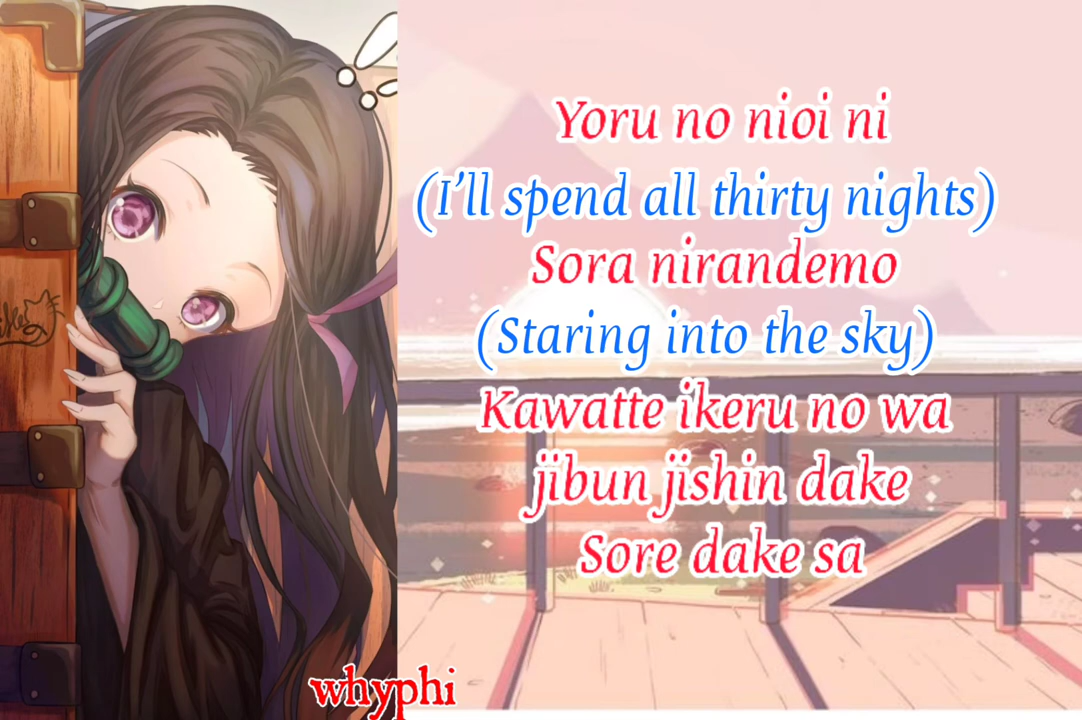 Yoru no nioi ni
(I'll spend all thirty nights)
Sora nirandemo
(Staring into the sky)
Kawatte ikeru no wa
jibun jishin dake
Sore dake sa
whyphi